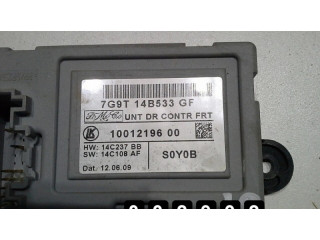 7G9T 14B533 GF
UNT DR CONTR FRT
LK
10012196 00
HW: 14C237 BB
SW: 14C108 AF
S0Y0B
Dat. 12.06.09